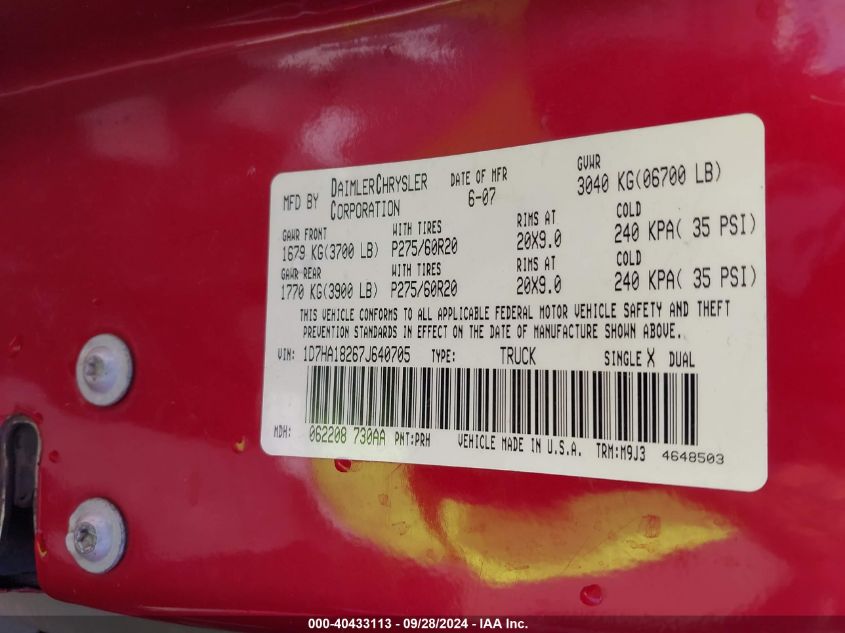 MFD BY DAIMLERCHRYSLER CORPORATION DATE OF MFR 6-07 GVWR 3040 KG(06700 LB)
GAWR FRONT WITH TIRES RIMS AT COLD
1679 KG(3700 LB) P275/60R20 20X9.0 240 KPA( 35 PSI)
GAWR REAR WITH TIRES RIMS AT COLD
1770 KG(3900 LB) P275/60R20 20X9.0 240 KPA( 35 PSI)
THIS VEHICLE CONFORMS TO ALL APPLICABLE FEDERAL MOTOR VEHICLE SAFETY AND THEFT
PREVENTION STANDARDS IN EFFECT ON THE DATE OF MANUFACTURE SHOWN ABOVE.
VIN: 1D7HA18267J640705 TYPE: TRUCK SINGLE X DUAL
MDH: 062208 730AA PNT:PRH VEHICLE MADE IN U.S.A. TRM:M9J3 4648503
000-40433113 - 09/28/2024 - IAA Inc.